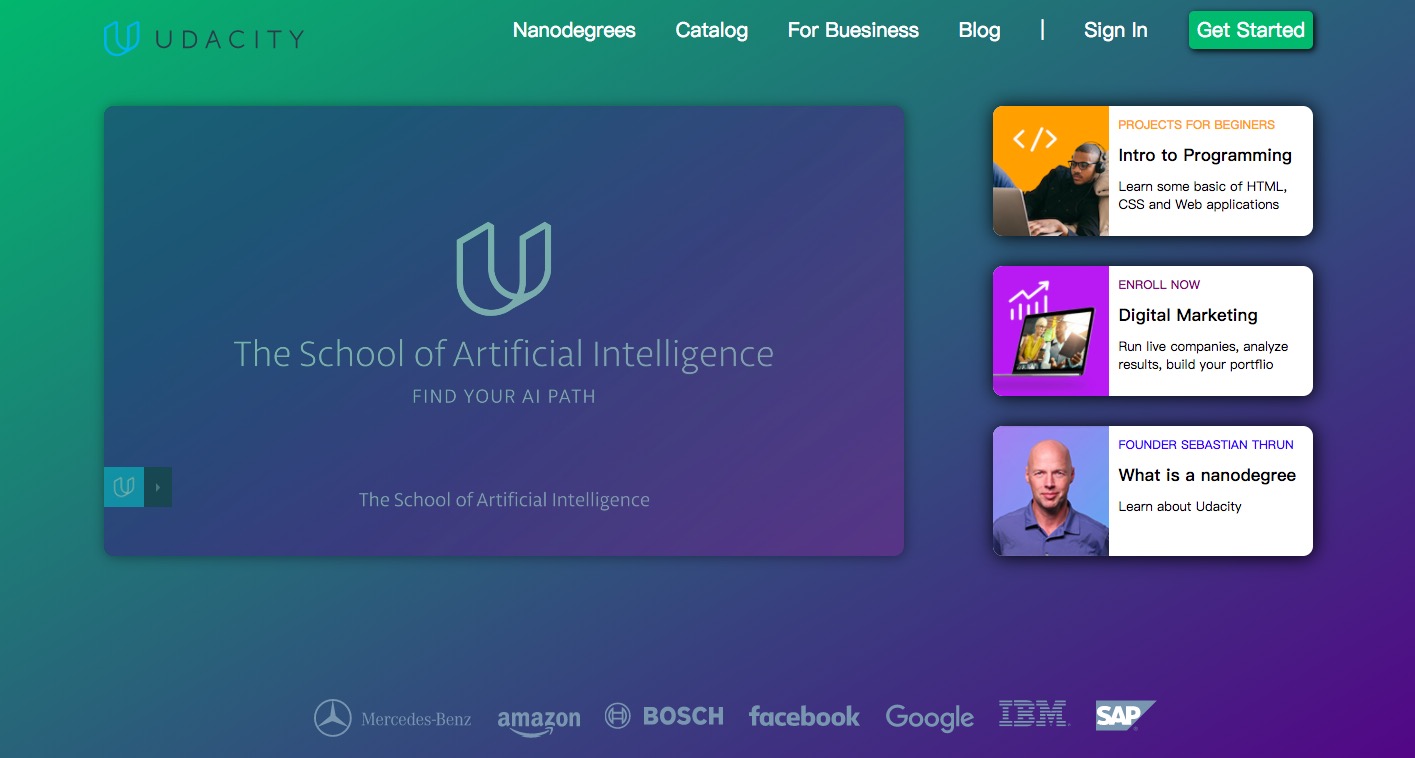 UDACITY
Nanodegrees Catalog For Buesiness Blog | Sign In Get Started
The School of Artificial Intelligence
FIND YOUR AI PATH
The School of Artificial Intelligence
PROJECTS FOR BEGINERS
Intro to Programming
Learn some basic of HTML,
CSS and Web applications
ENROLL NOW
Digital Marketing
Run live companies, analyze
results, build your portflio
FOUNDER SEBASTIAN THRUN
What is a nanodegree
Learn about Udacity
Mercedes-Benz amazon BOSCH facebook Google IBM SAP